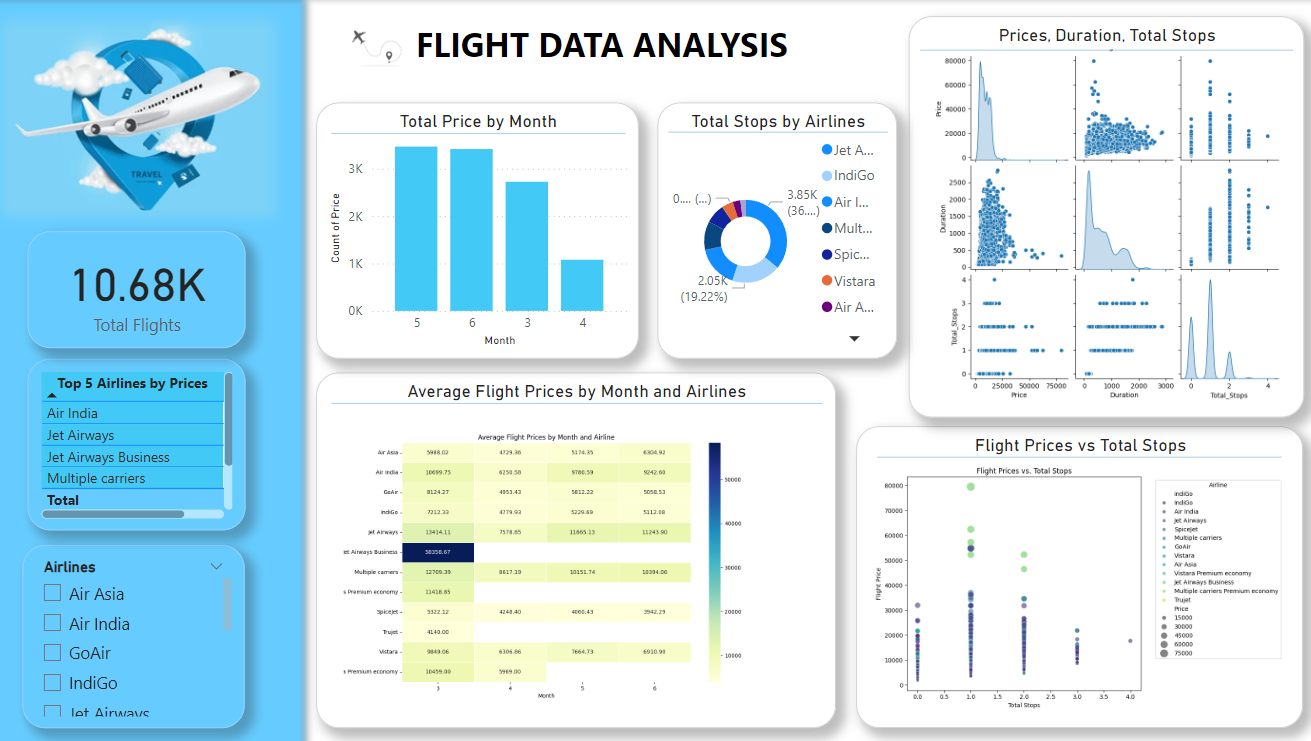 FLIGHT DATA ANALYSIS
TRAVEL
10.68K
Total Flights
Top 5 Airlines by Prices
Air India
Jet Airways
Jet Airways Business
Multiple carriers
Total
Airlines
Air Asia
Air India
GoAir
IndiGo
Jet Airways
Total Price by Month
Count of Price
3K
2K
1K
0K
5 6 3 4
Month
Total Stops by Airlines
0.... (...)
3.85K
(36....)
2.05K
(19.22%)
Jet A...
IndiGo
Air I...
Mult...
Spic...
Vistara
Air A...
Prices, Duration, Total Stops
Price
80000
60000
40000
20000
0
Duration
2500
2000
1500
1000
500
0
Total_Stops
4
3
2
1
0
0 25000 50000 75000 0 1000 2000 3000 0 2 4
Price Duration Total_Stops
Average Flight Prices by Month and Airlines
Average Flight Prices by Month and Airline
Air Asia 5988.02 4729.36 5174.35 6304.92
Air India 10699.75 6250.58 9780.59 9242.60
GoAir 8124.27 4953.43 5812.22 5058.53
IndiGo 7212.33 4779.93 5229.69 5112.08
Jet Airways 13414.11 7578.65 11665.13 11243.90
et Airways Business 58358.67
Multiple carriers 12709.39 8617.19 10151.74 10394.06
s Premium economy 11418.85
SpiceJet 5322.12 4248.40 4060.43 3942.29
Trujet 4140.00
Vistara 9849.06 6306.86 7664.73 6910.90
s Premium economy 10459.00 5969.00
3 4 5 6
Month
50000
40000
30000
20000
10000
Flight Prices vs Total Stops
Flight Prices vs. Total Stops
Flight Price
80000
70000
60000
50000
40000
30000
20000
10000
0
0.0 0.5 1.0 1.5 2.0 2.5 3.0 3.5 4.0
Total Stops
Airline
IndiGo
IndiGo
Air India
Jet Airways
SpiceJet
Multiple carriers
GoAir
Vistara
Air Asia
Vistara Premium economy
Jet Airways Business
Multiple carriers Premium economy
Trujet
Price
15000
30000
45000
60000
75000